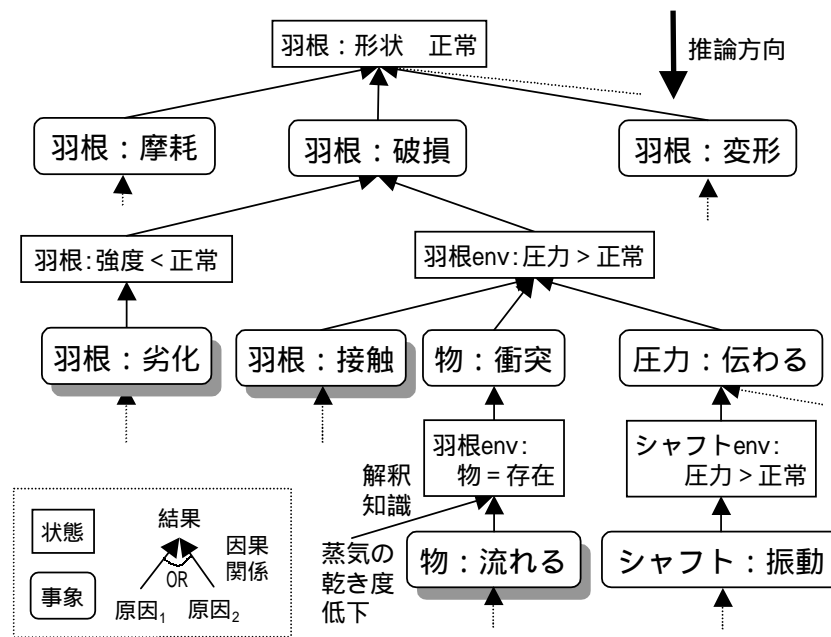 羽根：形状　正常
推論方向
羽根：摩耗
羽根：破損
羽根：変形
羽根:強度＜正常
羽根env:圧力＞正常
羽根：劣化
羽根：接触
物：衝突
圧力：伝わる
羽根env:
物＝存在
シャフトenv:
圧力＞正常
解釈
知識
蒸気の
乾き度
低下
物：流れる
シャフト：振動
状態
事象
結果
因果
関係
OR
原因1
原因2